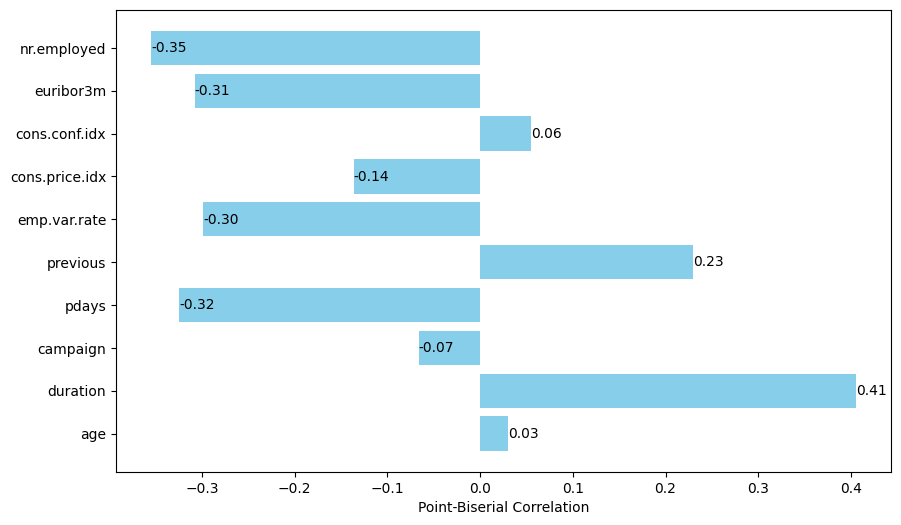 nr.employed -0.35
euribor3m -0.31
cons.conf.idx 0.06
cons.price.idx -0.14
emp.var.rate -0.30
previous 0.23
pdays -0.32
campaign -0.07
duration 0.41
age 0.03
−0.3 −0.2 −0.1 0.0 0.1 0.2 0.3 0.4
Point-Biserial Correlation